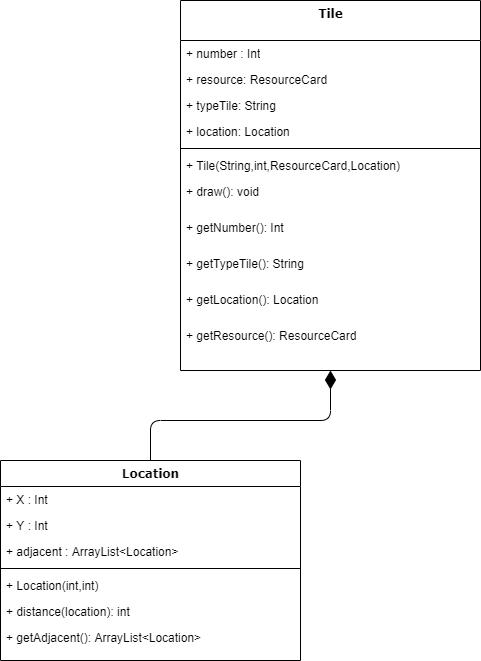 Tile
+ number : Int
+ resource: ResourceCard
+ typeTile: String
+ location: Location
+ Tile(String,int,ResourceCard,Location)
+ draw(): void
+ getNumber(): Int
+ getTypeTile(): String
+ getLocation(): Location
+ getResource(): ResourceCard
Location
+ X : Int
+ Y : Int
+ adjacent : ArrayList<Location>
+ Location(int,int)
+ distance(location): int
+ getAdjacent(): ArrayList<Location>